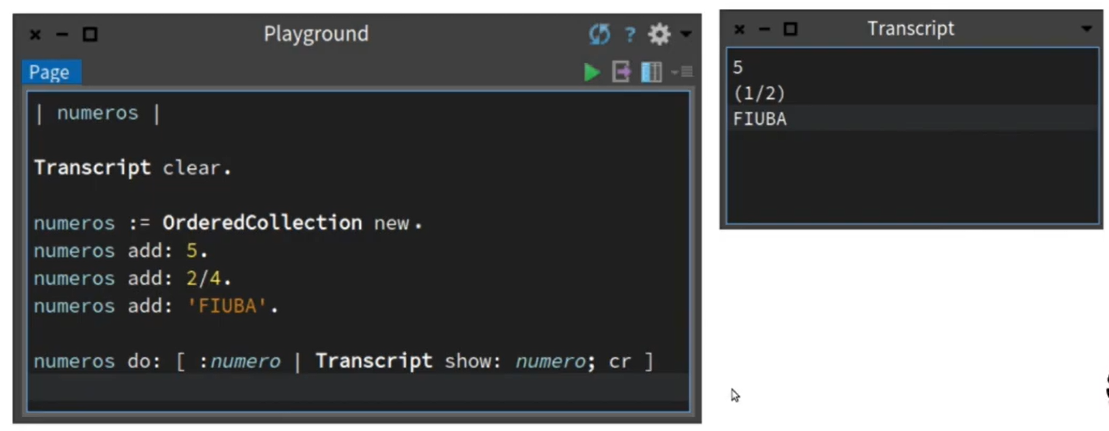 Playground
Page
| numeros |
Transcript clear.
numeros := OrderedCollection new.
numeros add: 5.
numeros add: 2/4.
numeros add: 'FIUBA'.
numeros do: [ :numero | Transcript show: numero; cr ]
Transcript
5
(1/2)
FIUBA